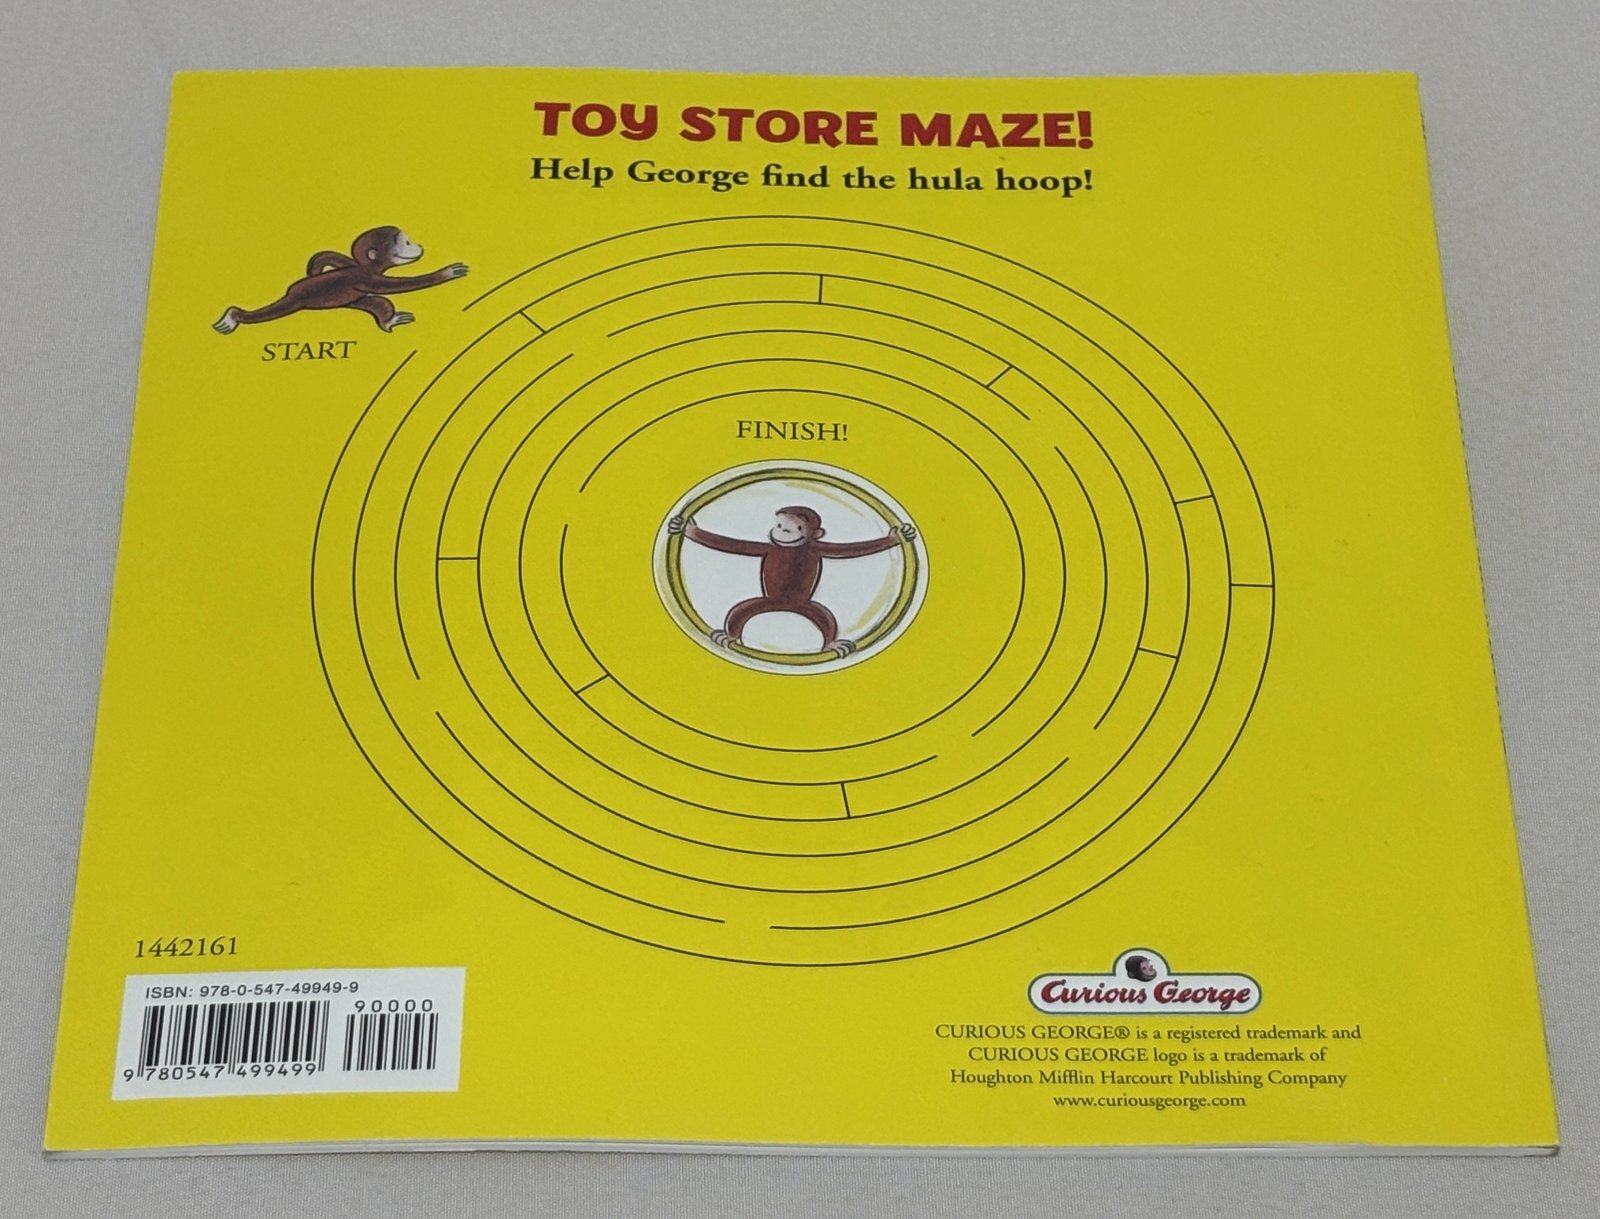 TOY STORE MAZE!
Help George find the hula hoop!
START
FINISH!
1442161
ISBN: 978-0-547-49949-9
90000
9 780547 499499
Curious George
CURIOUS GEORGE® is a registered trademark and
CURIOUS GEORGE logo is a trademark of
Houghton Mifflin Harcourt Publishing Company
www.curiousgeorge.com